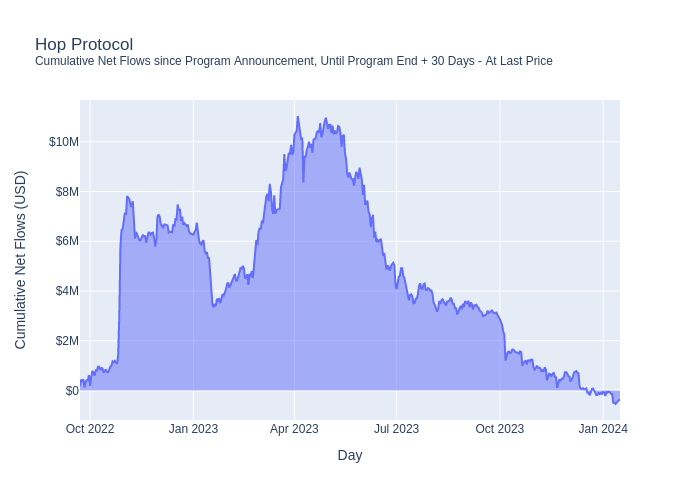 Hop Protocol
Cumulative Net Flows since Program Announcement, Until Program End + 30 Days - At Last Price
Cumulative Net Flows (USD)
$10M
$8M
$6M
$4M
$2M
$0
Oct 2022 Jan 2023 Apr 2023 Jul 2023 Oct 2023 Jan 2024
Day